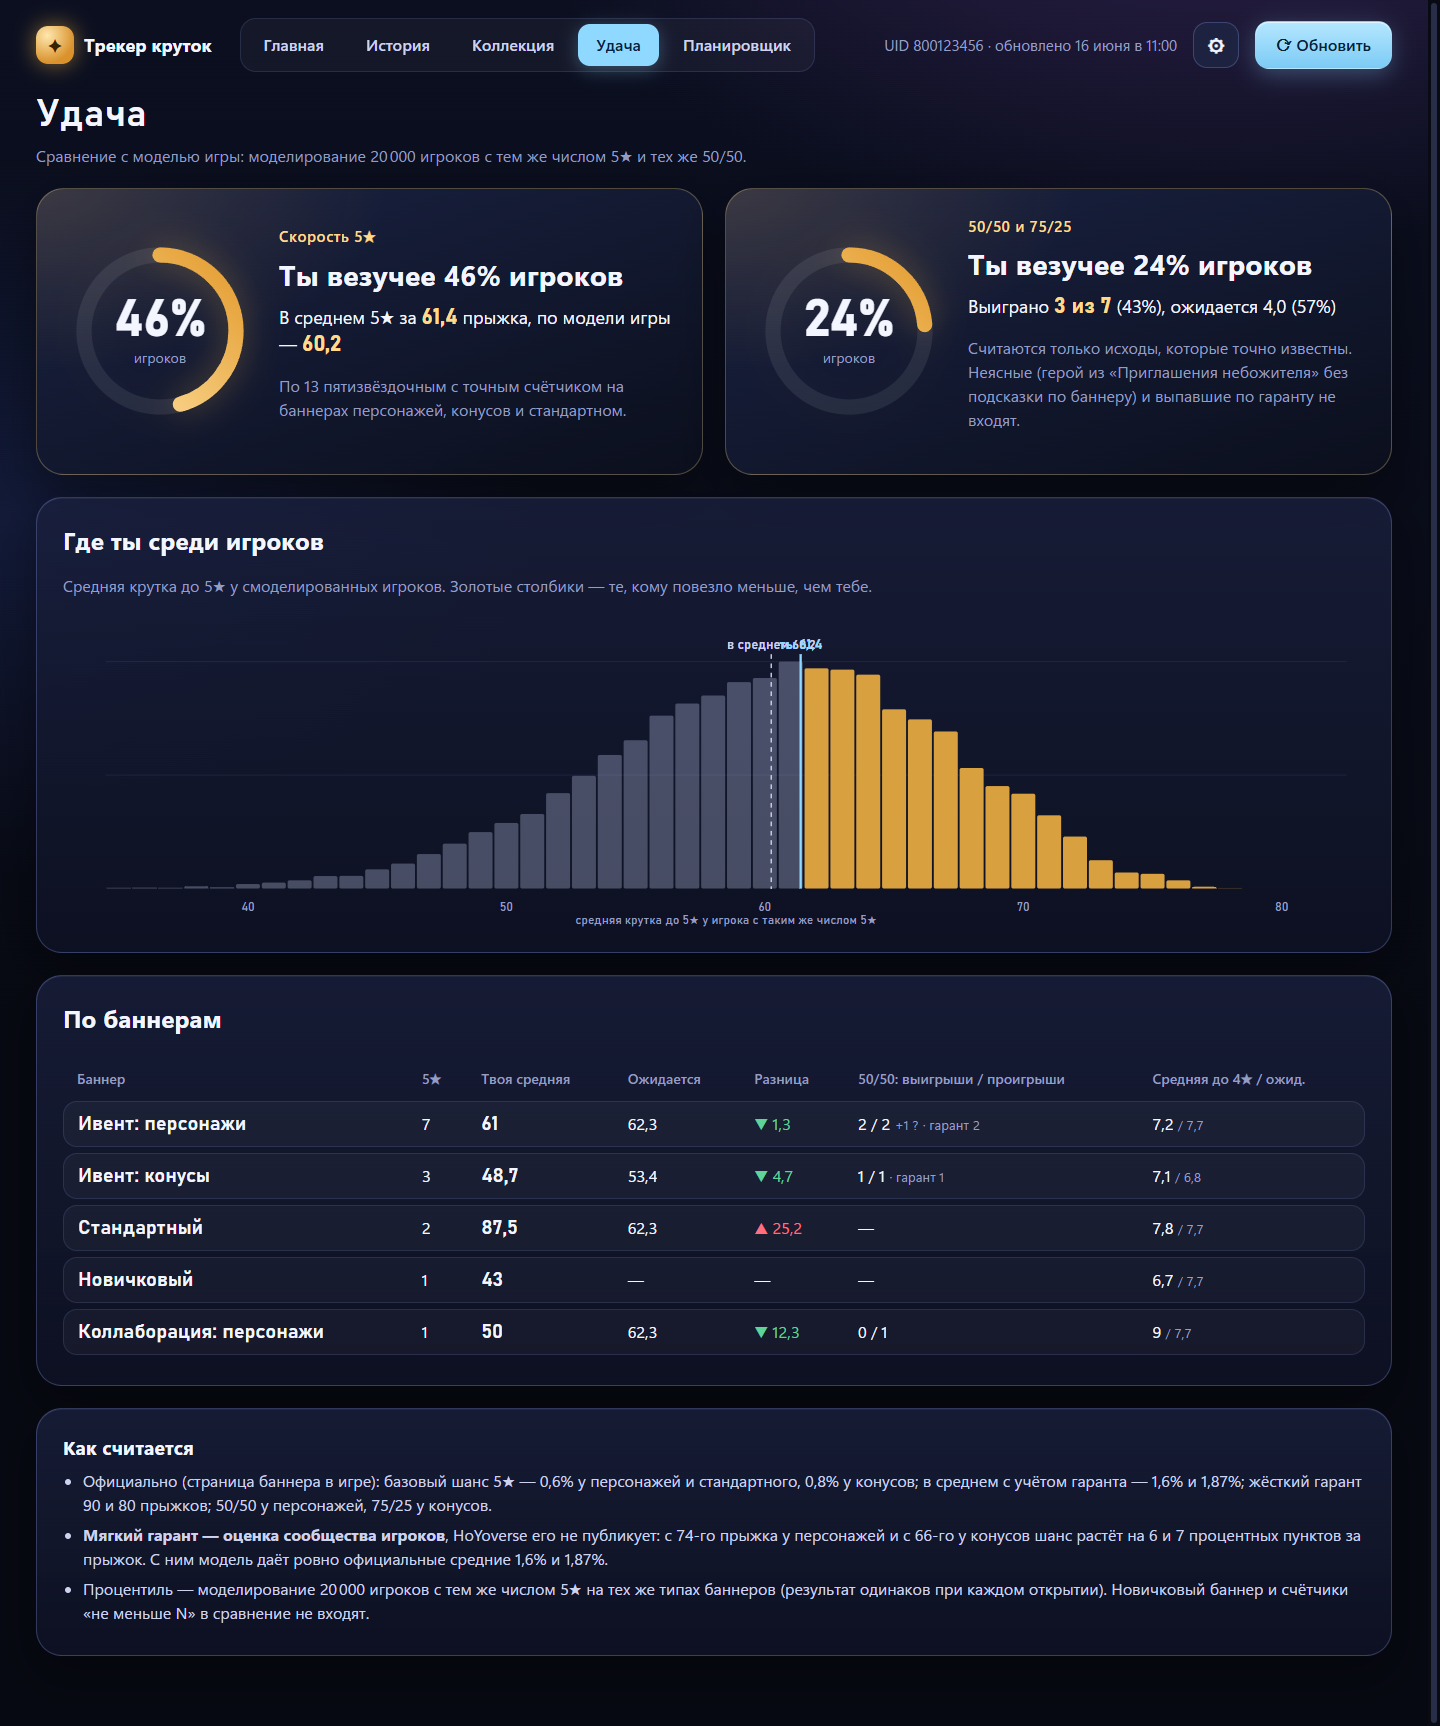 Трекер круток
Главная
История
Коллекция
Удача
Планировщик
UID 800123456 · обновлено 16 июня в 11:00
⟳ Обновить
Удача
Сравнение с моделью игры: моделирование 20 000 игроков с тем же числом 5★ и тех же 50/50.
46%
игроков
Скорость 5★
Ты везучее 46% игроков
В среднем 5★ за 61,4 прыжка, по модели игры
— 60,2
По 13 пятизвёздочным с точным счётчиком на
баннерах персонажей, конусов и стандартном.
24%
игроков
50/50 и 75/25
Ты везучее 24% игроков
Выиграно 3 из 7 (43%), ожидается 4,0 (57%)
Считаются только исходы, которые точно известны.
Неясные (герой из «Приглашения небожителя» без
подсказки по баннеру) и выпавшие по гаранту не
входят.
Где ты среди игроков
Средняя крутка до 5★ у смоделированных игроков. Золотые столбики — те, кому повезло меньше, чем тебе.
в среднем 61,4
40 50 60 70 80
средняя крутка до 5★ у игрока с таким же числом 5★
По баннерам
Баннер 5★ Твоя средняя Ожидается Разница 50/50: выигрыши / проигрыши Средняя до 4★ / ожид.
Ивент: персонажи 7 61 62,3 ▼ 1,3 2 / 2 +1 ? · гарант 2 7,2 / 7,7
Ивент: конусы 3 48,7 53,4 ▼ 4,7 1 / 1 · гарант 1 7,1 / 6,8
Стандартный 2 87,5 62,3 ▲ 25,2 — 7,8 / 7,7
Новичковый 1 43 — — — 6,7 / 7,7
Коллаборация: персонажи 1 50 62,3 ▼ 12,3 0 / 1 9 / 7,7
Как считается
• Официально (страница баннера в игре): базовый шанс 5★ — 0,6% у персонажей и стандартного, 0,8% у конусов; в среднем с учётом гаранта — 1,6% и 1,87%; жёсткий гарант
90 и 80 прыжков; 50/50 у персонажей, 75/25 у конусов.
• Мягкий гарант — оценка сообщества игроков, HoYoverse его не публикует: с 74-го прыжка у персонажей и с 66-го у конусов шанс растёт на 6 и 7 процентных пунктов за
прыжок. С ним модель даёт ровно официальные средние 1,6% и 1,87%.
• Процентиль — моделирование 20 000 игроков с тем же числом 5★ на тех же типах баннеров (результат одинаков при каждом открытии). Новичковый баннер и счётчики
«не меньше N» в сравнение не входят.